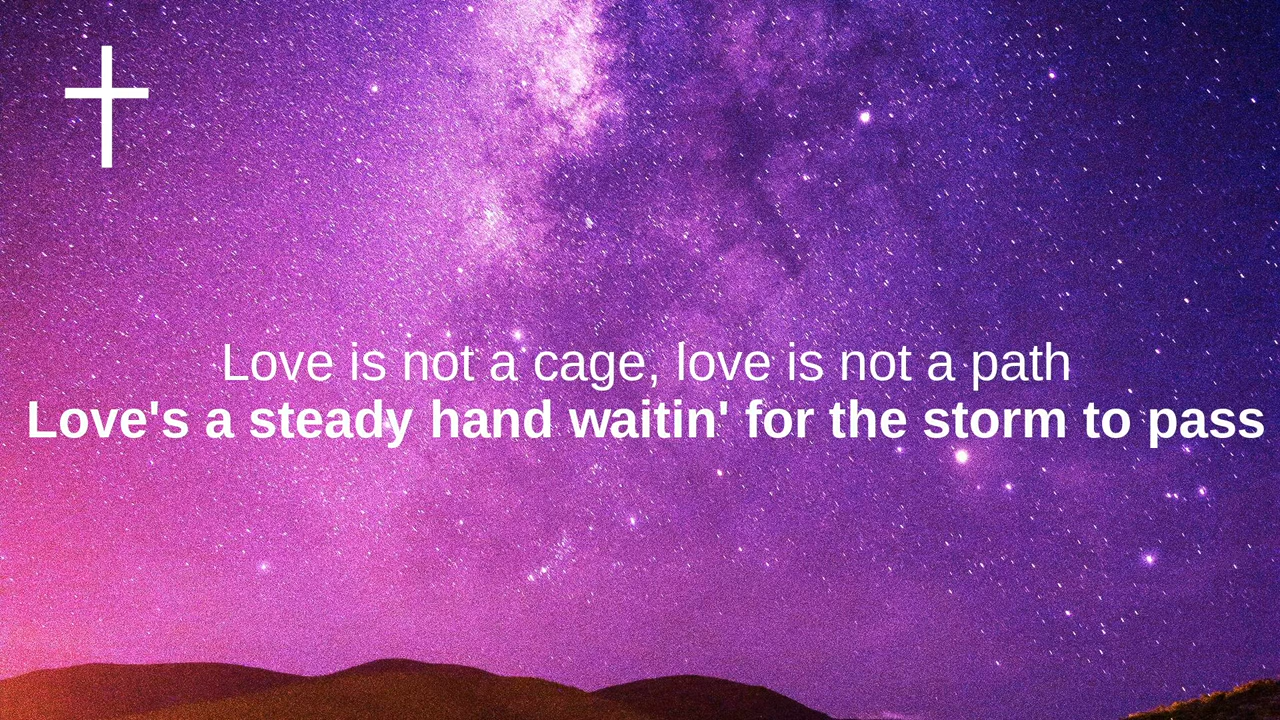 Love is not a cage, love is not a path
Love's a steady hand waitin' for the storm to pass